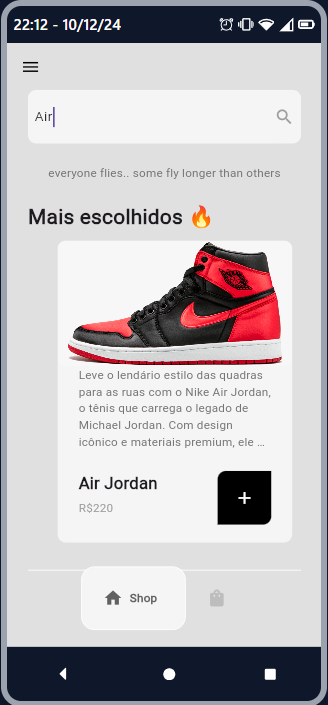 22:12 - 10/12/24
Air
everyone flies.. some fly longer than others
Mais escolhidos 🔥
Leve o lendário estilo das quadras
para as ruas com o Nike Air Jordan,
o tênis que carrega o legado de
Michael Jordan. Com design
icônico e materiais premium, ele ...
Air Jordan
R$220
+
Shop